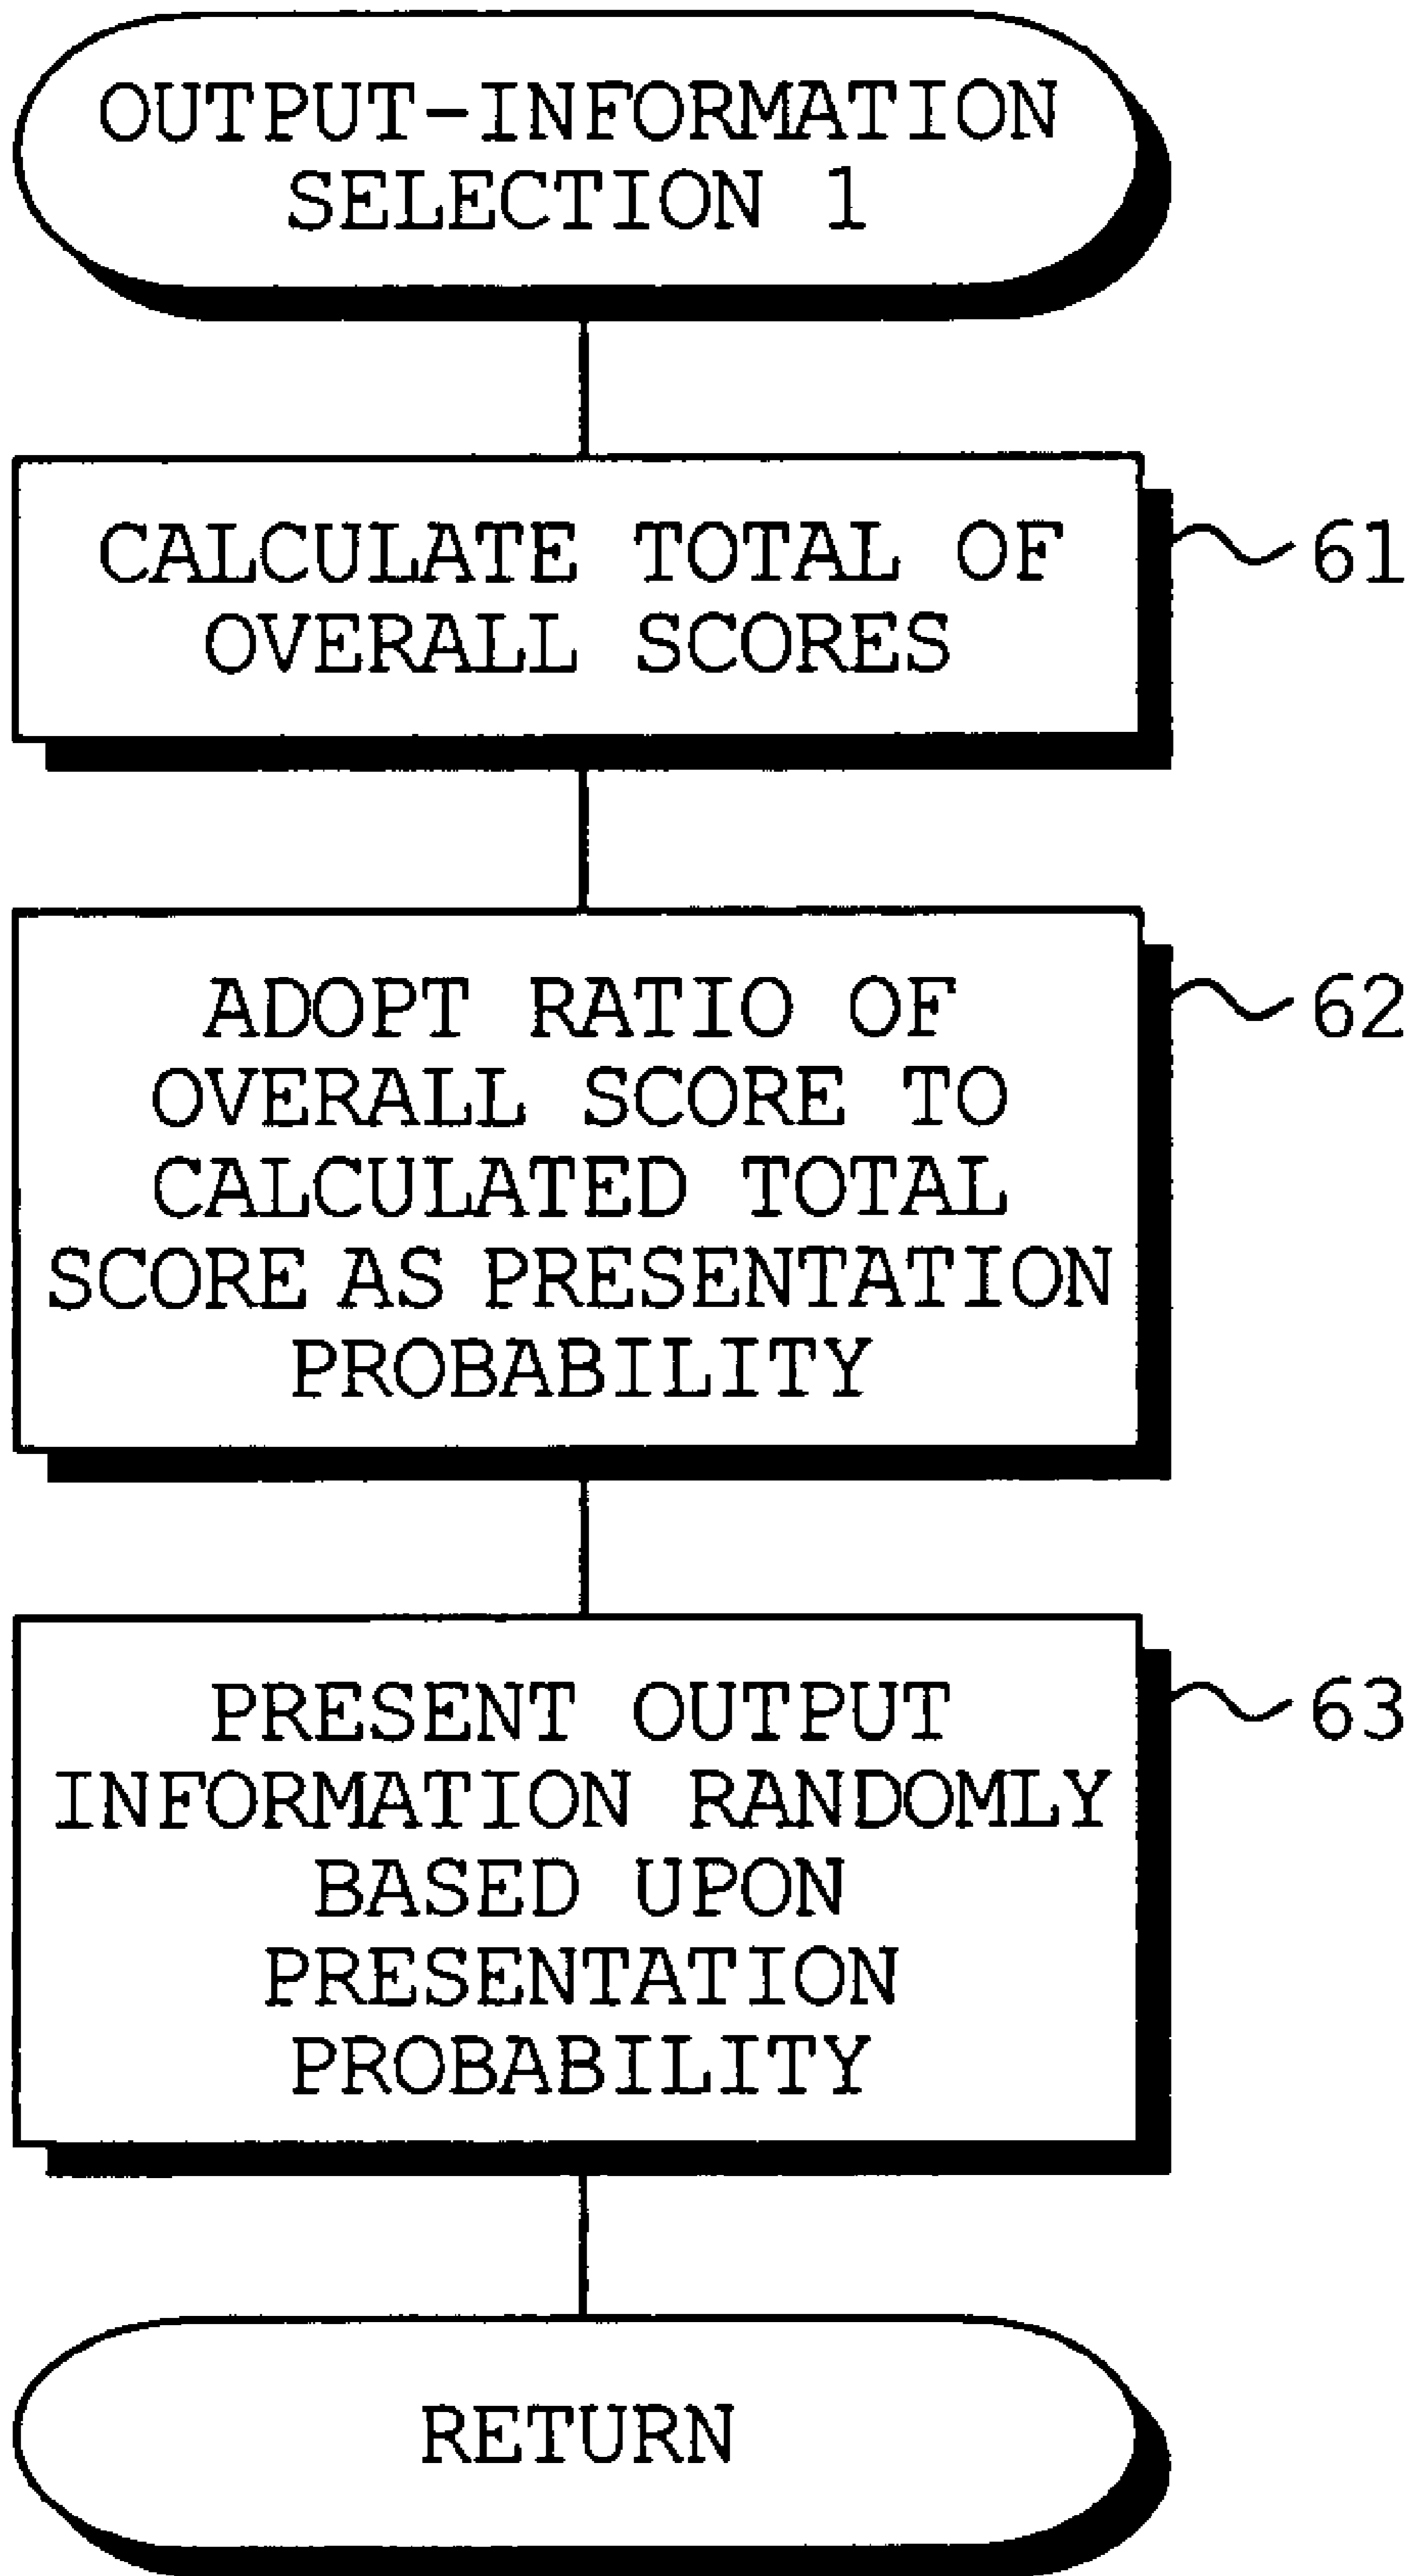 OUTPUT-INFORMATION
SELECTION 1
CALCULATE TOTAL OF
OVERALL SCORES
61
ADOPT RATIO OF
OVERALL SCORE TO
CALCULATED TOTAL
SCORE AS PRESENTATION
PROBABILITY
62
PRESENT OUTPUT
INFORMATION RANDOMLY
BASED UPON
PRESENTATION
PROBABILITY
63
RETURN